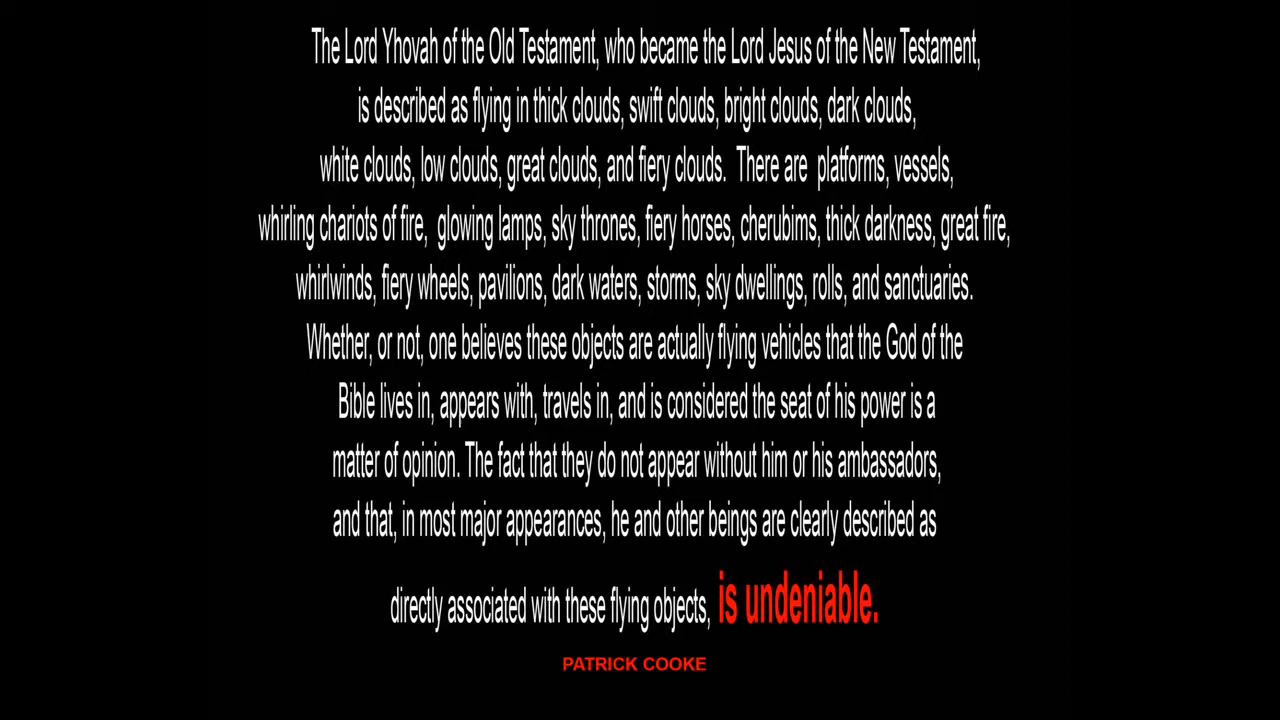 The Lord Yhovah of the Old Testament, who became the Lord Jesus of the New Testament,
is described as flying in thick clouds, swift clouds, bright clouds, dark clouds,
white clouds, low clouds, great clouds, and fiery clouds. There are platforms, vessels,
whirling chariots of fire, glowing lamps, sky thrones, fiery horses, cherubims, thick darkness, great fire,
whirlwinds, fiery wheels, pavilions, dark waters, storms, sky dwellings, rolls, and sanctuaries.
Whether, or not, one believes these objects are actually flying vehicles that the God of the
Bible lives in, appears with, travels in, and is considered the seat of his power is a
matter of opinion. The fact that they do not appear without him or his ambassadors,
and that, in most major appearances, he and other beings are clearly described as
directly associated with these flying objects, is undeniable.
PATRICK COOKE